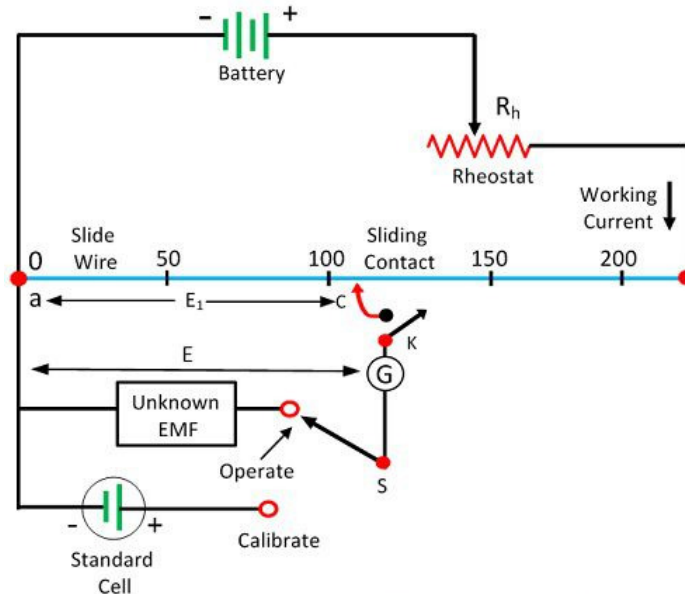 - +
Battery
Rh
Rheostat
Working
Current
0
Slide
Wire
50
100
Sliding
Contact
150
200
a
E1
C
K
E
G
Unknown
EMF
Operate
S
- +
Calibrate
Standard
Cell